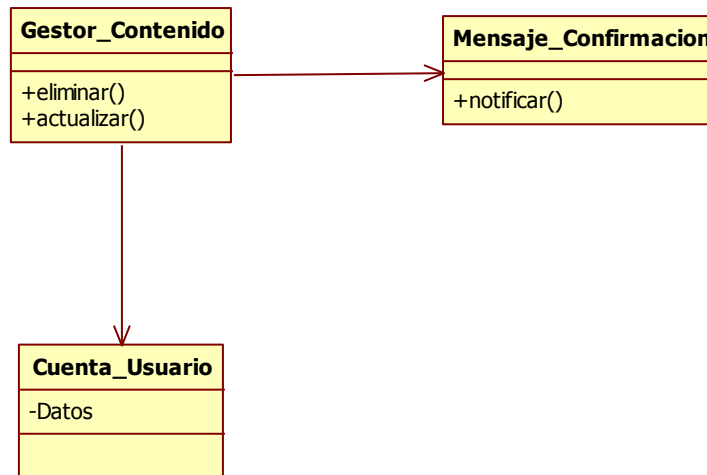 Gestor_Contenido
+eliminar()
+actualizar()
Mensaje_Confirmacion
+notificar()
Cuenta_Usuario
-Datos